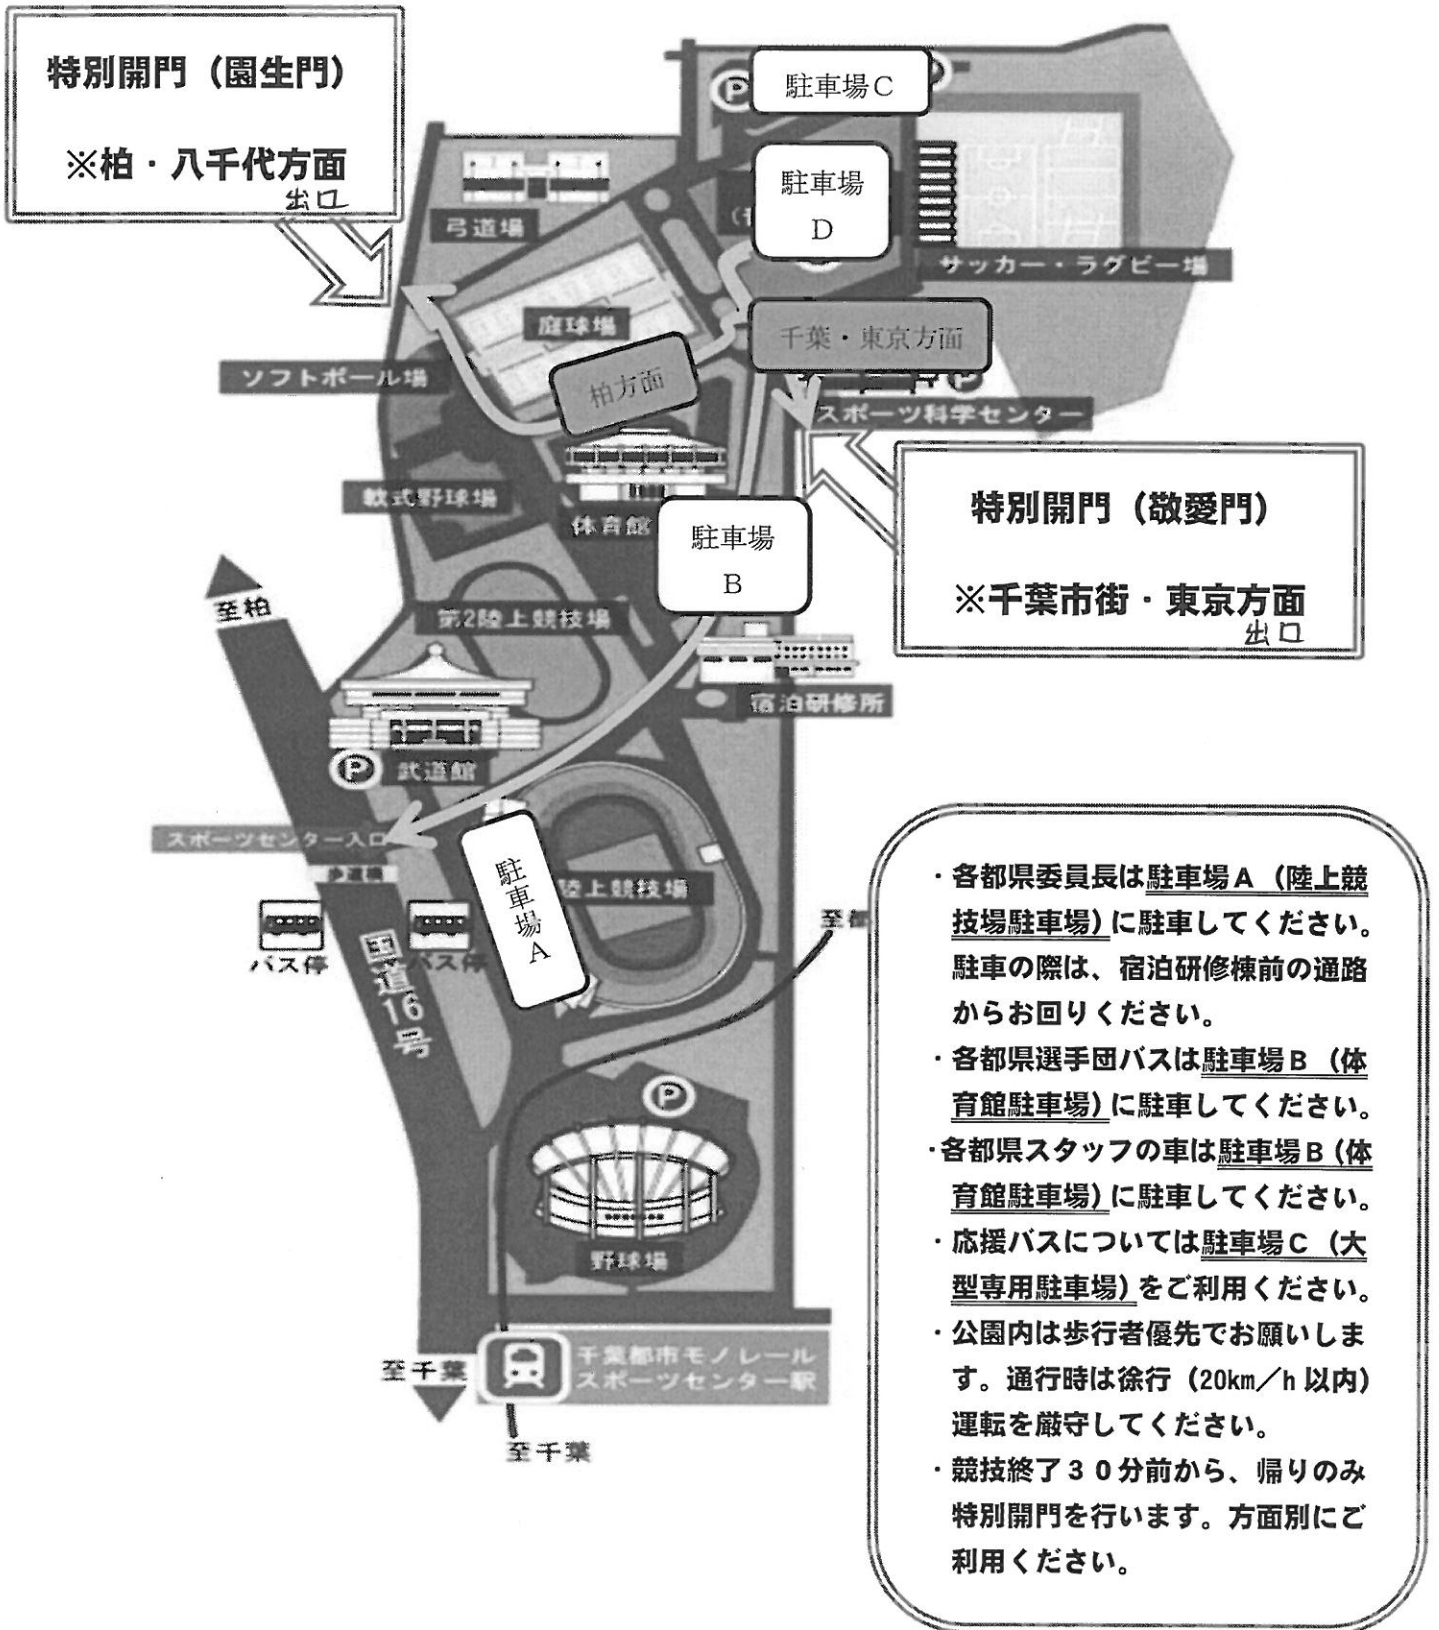 特別開門（園生門）
※柏・八千代方面
出口
駐車場C
駐車場
D
弓道場
サッカー・ラグビー場
庭球場
千葉・東京方面
ソフトボール場
柏方面
スポーツ科学センター
軟式野球場
体育館
特別開門（敬愛門）
※千葉市街・東京方面
出口
駐車場
B
至柏
第2陸上競技場
宿泊研修所
P
武道館
スポーツセンター入口
歩道橋
駐車場A
陸上競技場
バス停
バス停
国道16号
至都
P
野球場
至千葉
千葉都市モノレール
スポーツセンター駅
至千葉
・各都県委員長は駐車場A（陸上競
技場駐車場）に駐車してください。
駐車の際は、宿泊研修棟前の通路
からお回りください。
・各都県選手団バスは駐車場B（体
育館駐車場）に駐車してください。
・各都県スタッフの車は駐車場B（体
育館駐車場）に駐車してください。
・応援バスについては駐車場C（大
型専用駐車場）をご利用ください。
・公園内は歩行者優先でお願いしま
す。通行時は徐行（20km／h以内）
運転を厳守してください。
・競技終了３０分前から、帰りのみ
特別開門を行います。方面別にご
利用ください。